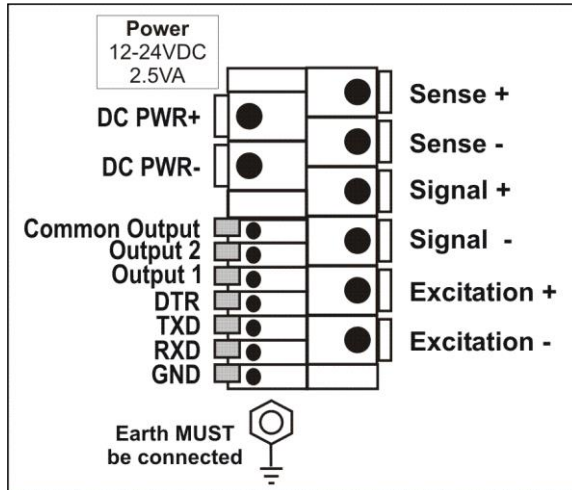 Power
12-24VDC
2.5VA
DC PWR+
DC PWR-
Common Output
Output 2
Output 1
DTR
TXD
RXD
GND
Sense +
Sense -
Signal +
Signal -
Excitation +
Excitation -
Earth MUST
be connected